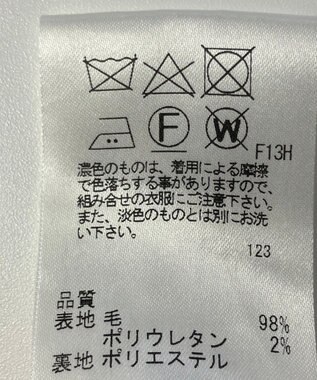 F W
F13H
濃色のものは、着用による摩擦
で色落ちする事がありますので、
組み合せの衣服にご注意下さい。
また、淡色のものとは別にお洗
い下さい。
123
品質
表地 毛 98%
ポリウレタン 2%
裏地 ポリエステル